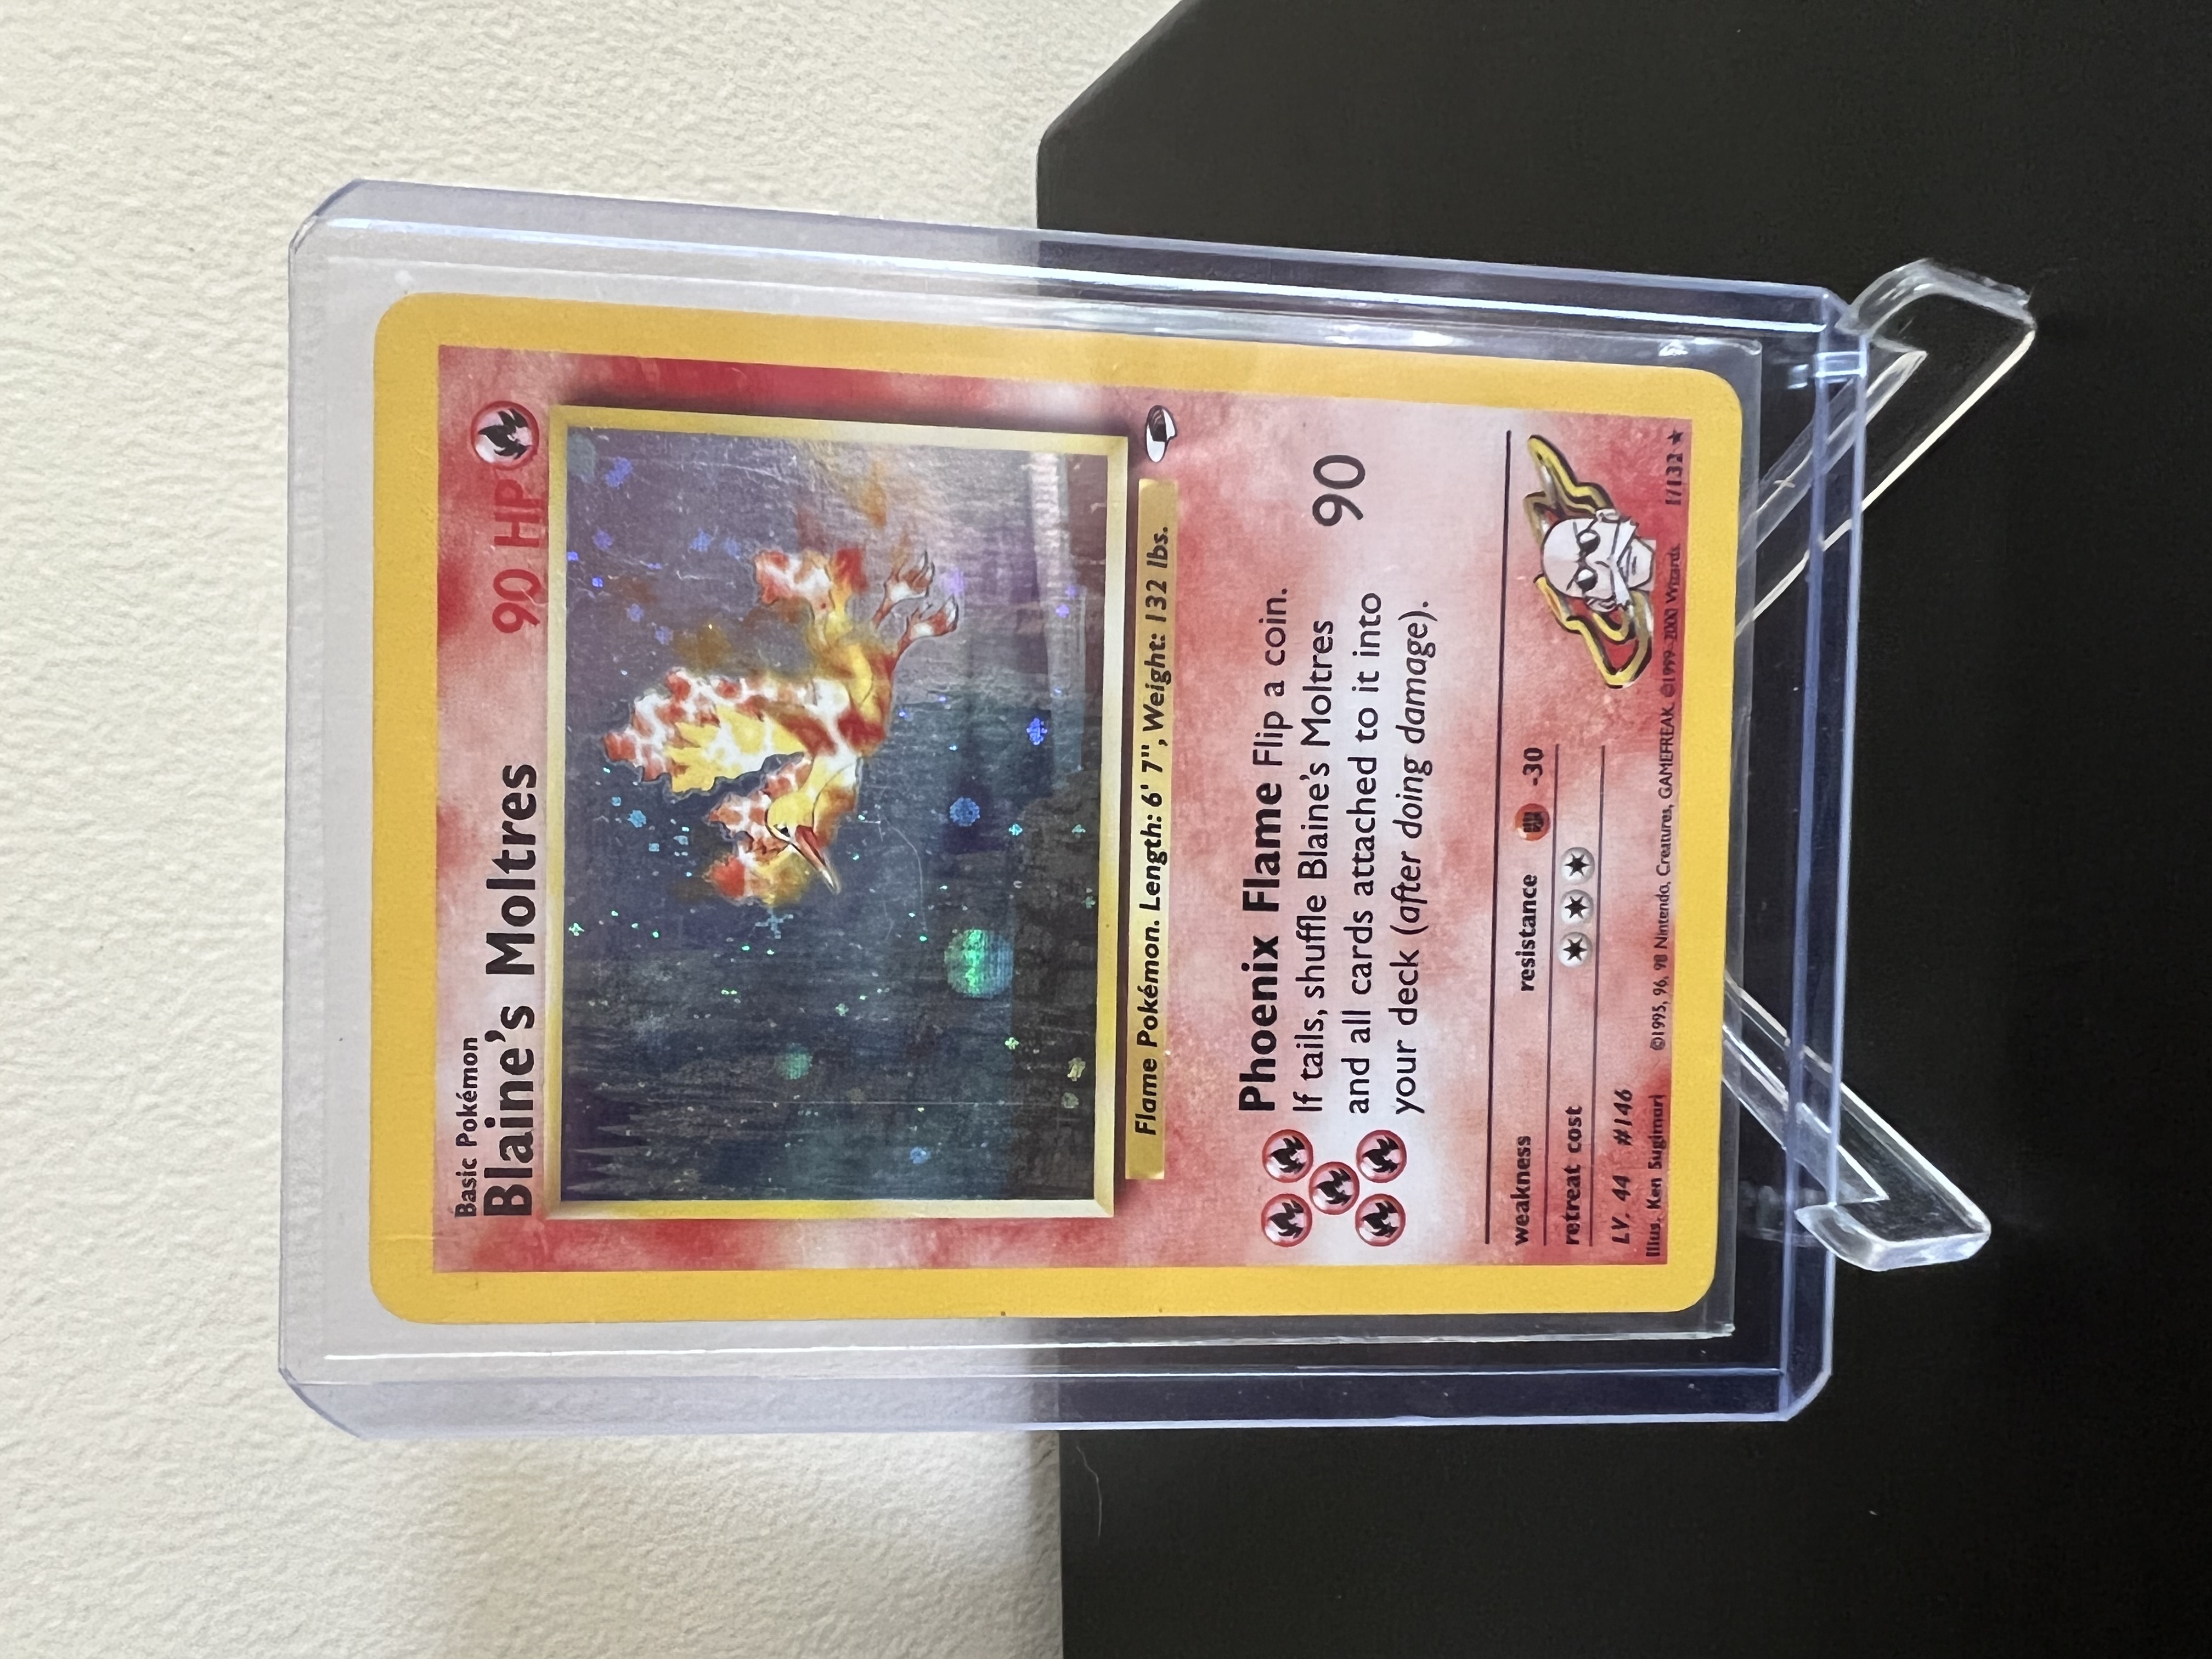 Basic Pokémon
Blaine's Moltres 90 HP
Flame Pokémon. Length: 6' 7", Weight: 132 lbs.
Phoenix Flame Flip a coin.
If tails, shuffle Blaine's Moltres
and all cards attached to it into
your deck (after doing damage).
90
weakness resistance -30
retreat cost
LV. 44 #146
Illus. Ken Sugimori ©1995, 96, 98 Nintendo, Creatures, GAMEFREAK. ©1999-2000 Wizards. 1/132 ★